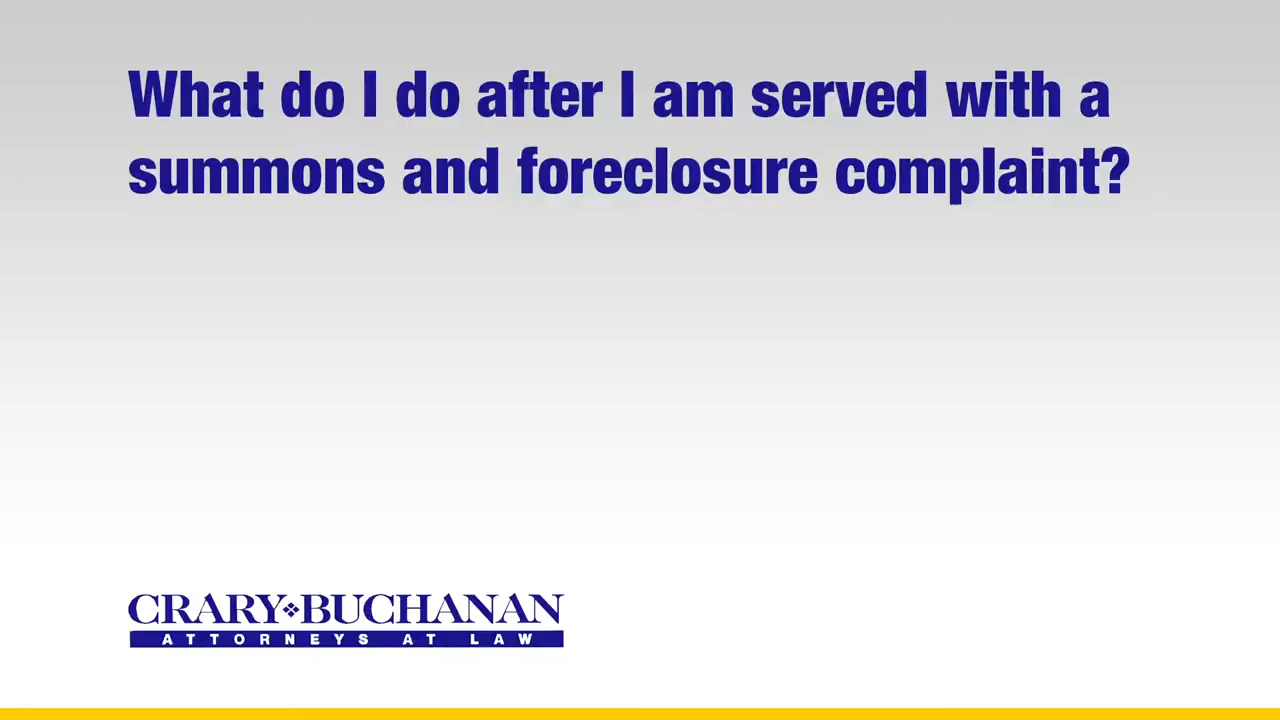 What do I do after I am served with a
summons and foreclosure complaint?
CRARY BUCHANAN
ATTORNEYS AT LAW